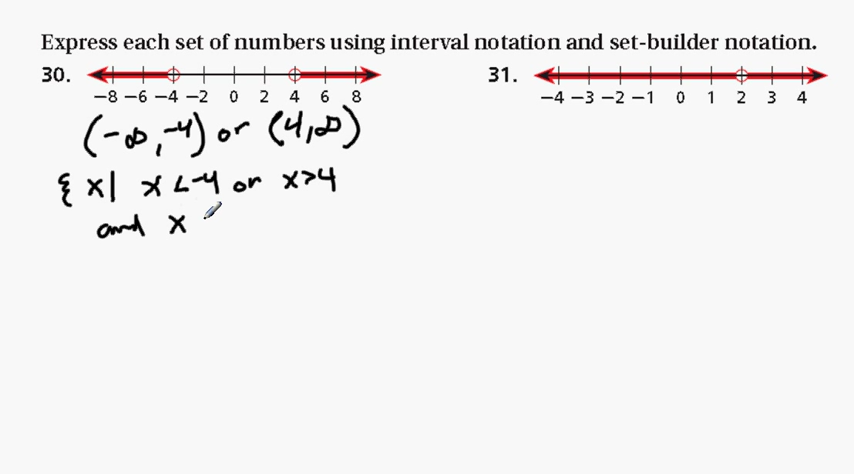 Express each set of numbers using interval notation and set-builder notation.
30.
−8 −6 −4 −2 0 2 4 6 8
(-∞,-4) or (4,∞)
{ x| x <-4 or x>4
and x
31.
−4 −3 −2 −1 0 1 2 3 4